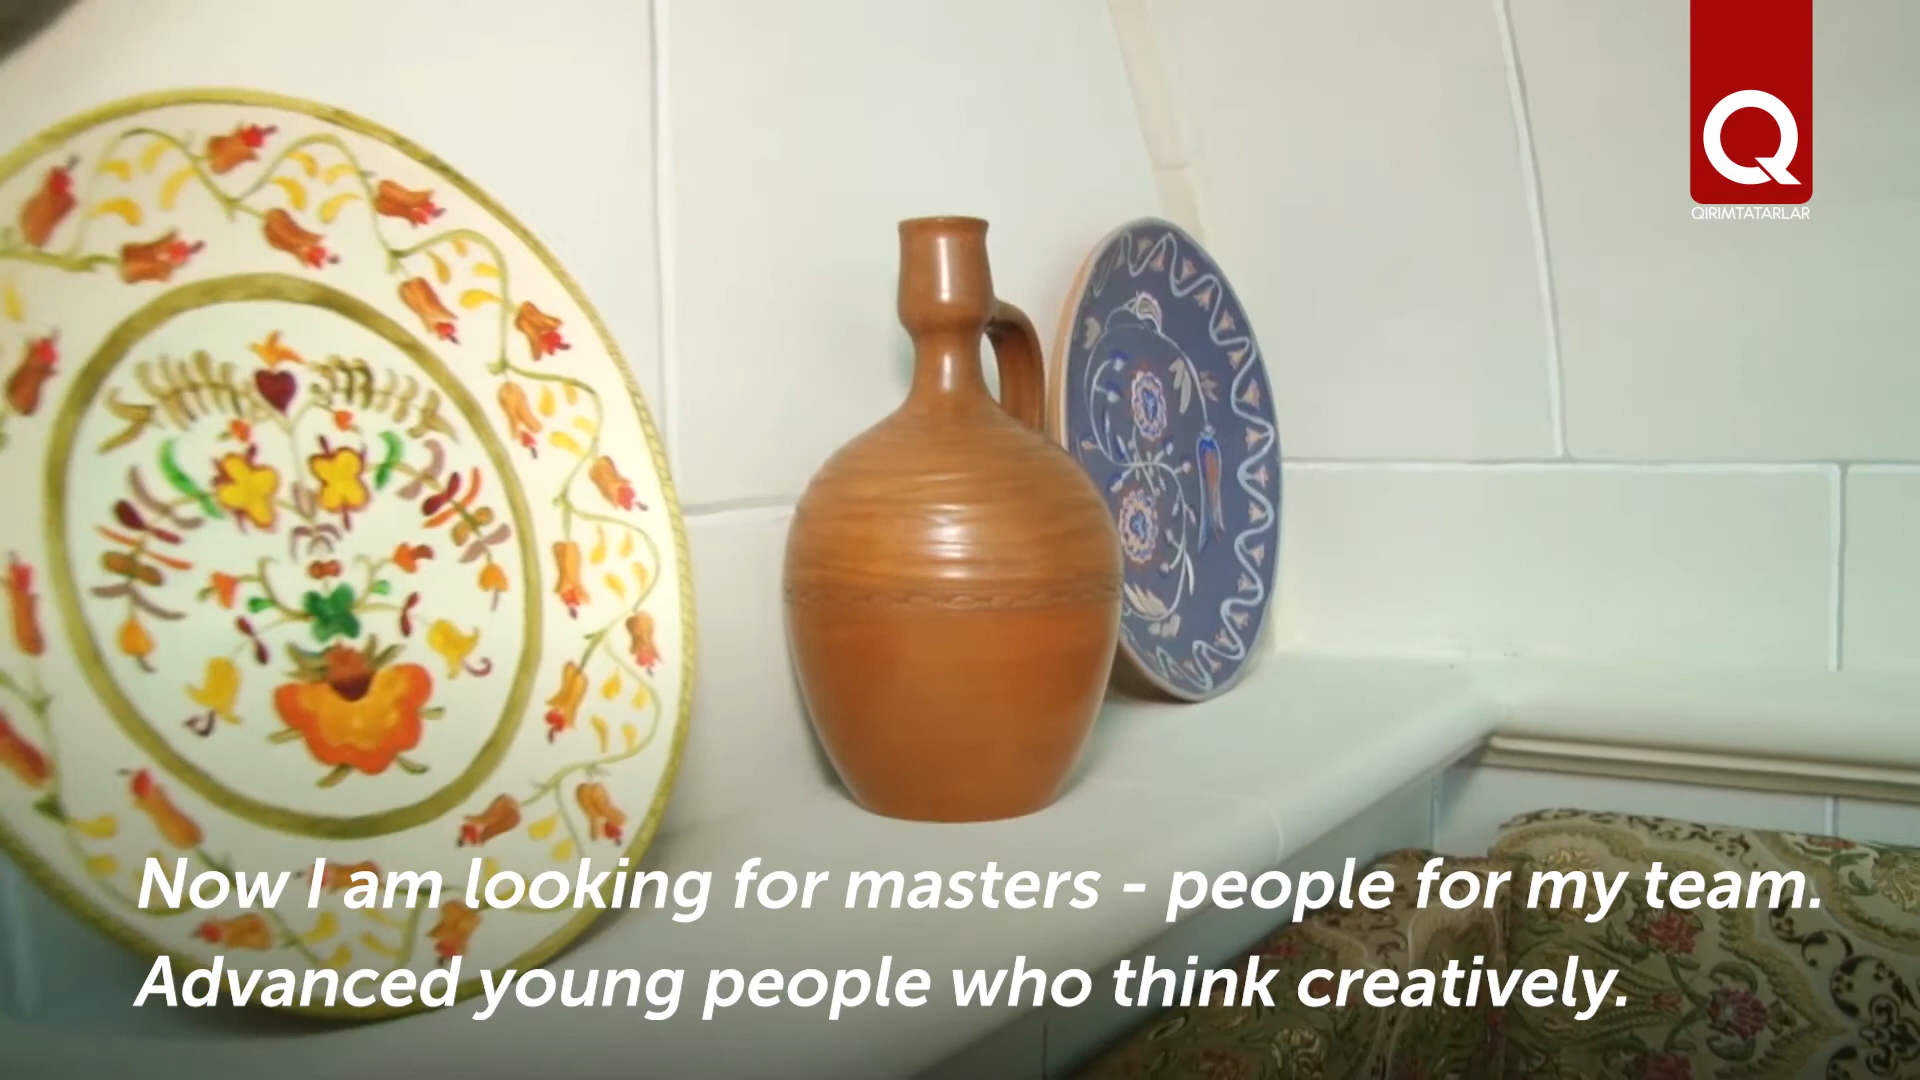 Q
QIRIMTATARLAR
Now I am looking for masters - people for my team.
Advanced young people who think creatively.